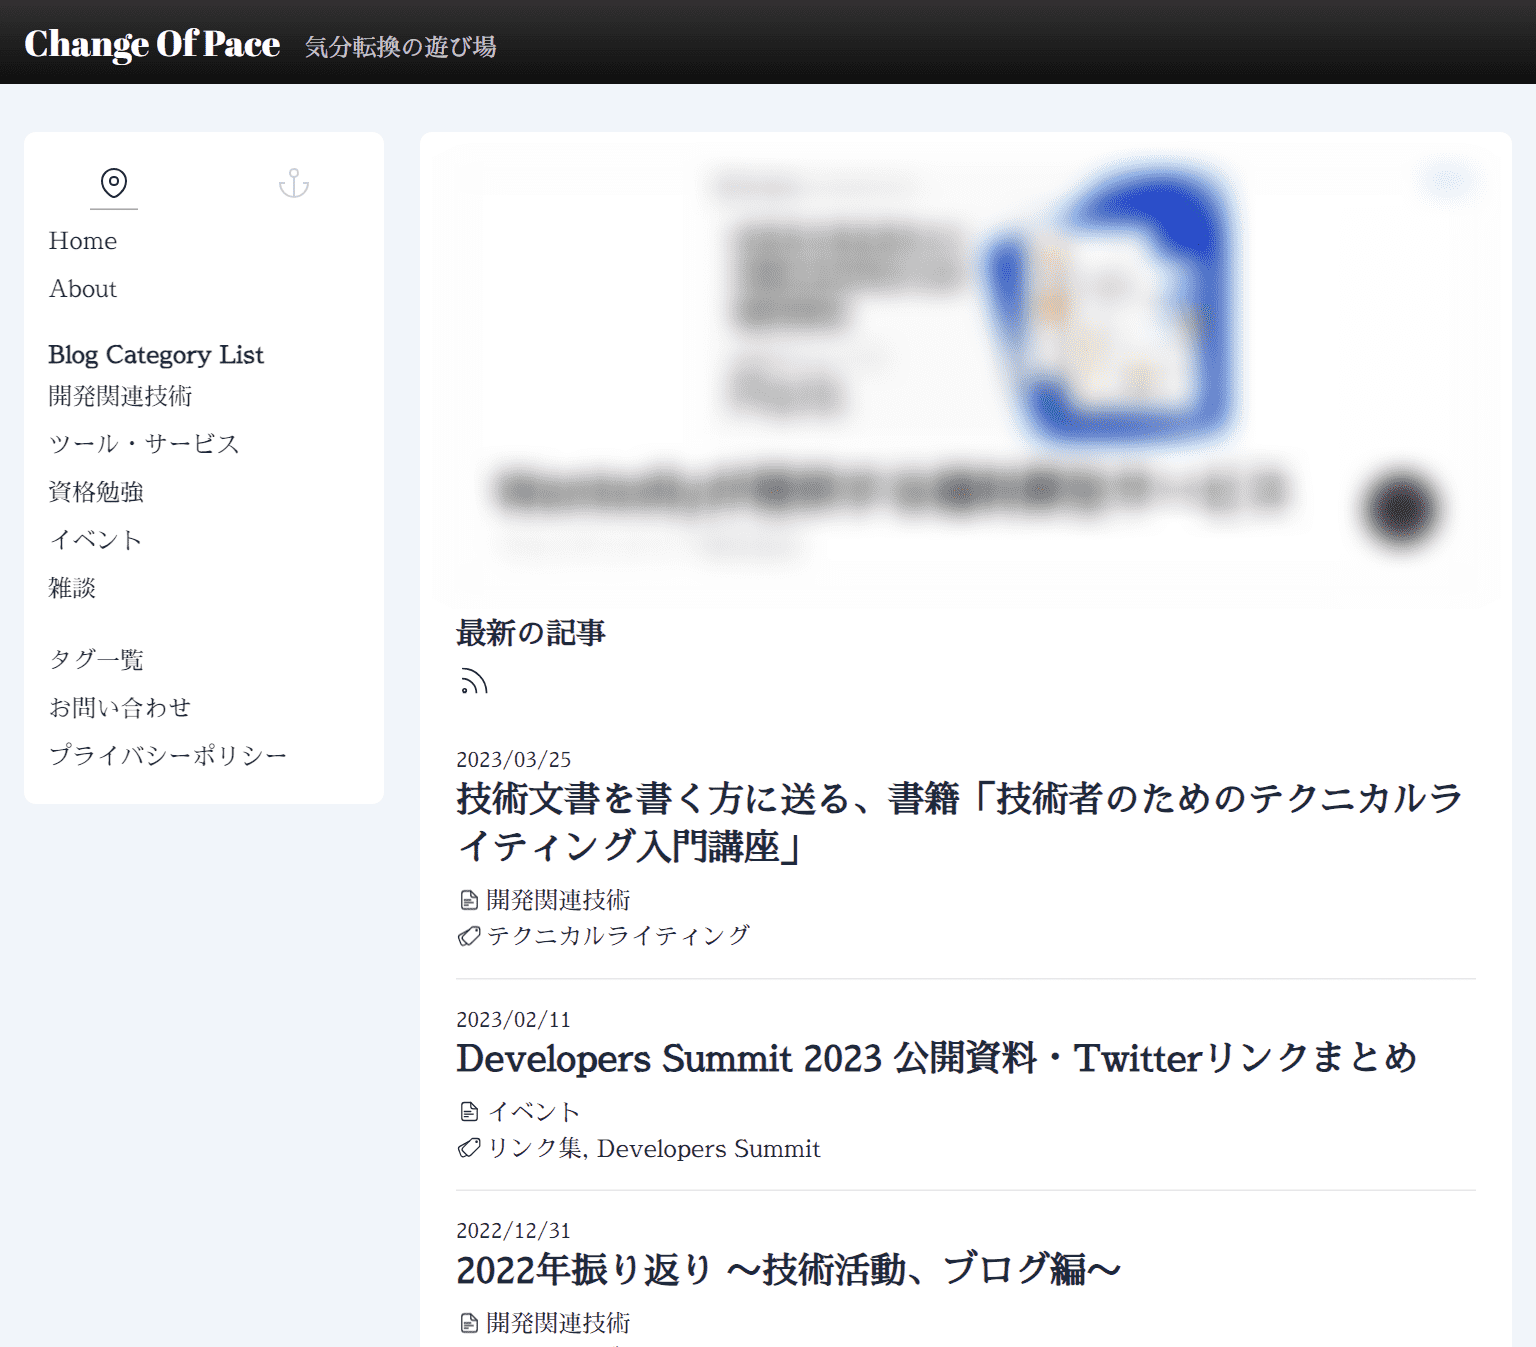 Change Of Pace 気分転換の遊び場
Home
About
Blog Category List
開発関連技術
ツール・サービス
資格勉強
イベント
雑談
タグ一覧
お問い合わせ
プライバシーポリシー
最新の記事
2023/03/25
技術文書を書く方に送る、書籍「技術者のためのテクニカルラ
イティング入門講座」
開発関連技術
テクニカルライティング
2023/02/11
Developers Summit 2023 公開資料・Twitterリンクまとめ
イベント
リンク集, Developers Summit
2022/12/31
2022年振り返り ～技術活動、ブログ編～
開発関連技術